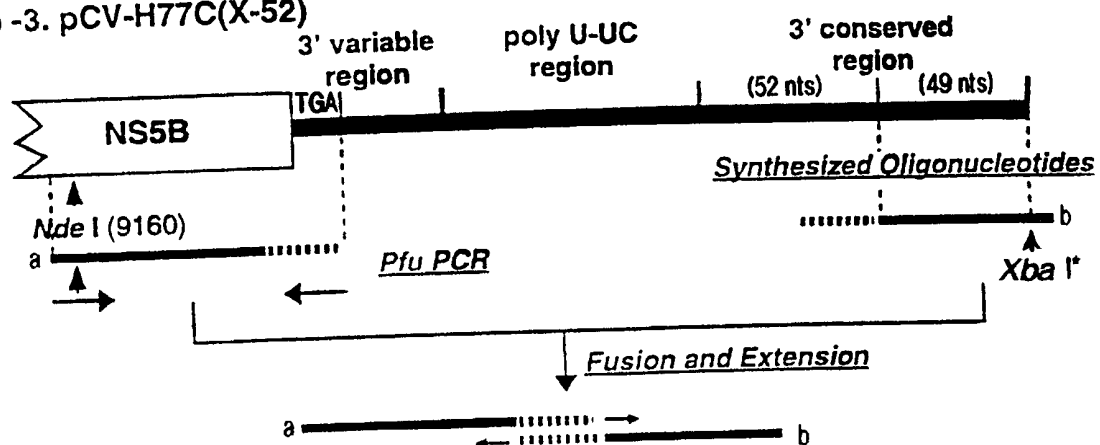 -3. pCV-H77C(X-52)
3' variable region
poly U-UC region
3' conserved region
TGA
(52 nts)
(49 nts)
NS5B
Synthesized Oligonucleotides
Nde I (9160)
a
b
Pfu PCR
Xba I*
Fusion and Extension
a
b